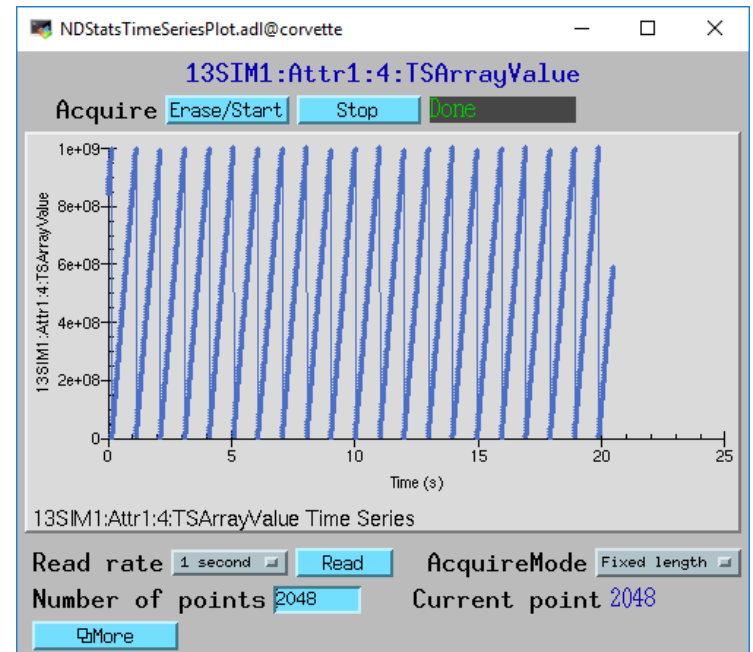 NDStatsTimeSeriesPlot.adl@corvette
13SIM1:Attr1:4:TSArrayValue
Acquire Erase/Start Stop Done
1e+09
8e+08
6e+08
4e+08
2e+08
0
13SIM1:Attr1:4:TSArrayValue
0 5 10 15 20 25
Time (s)
13SIM1:Attr1:4:TSArrayValue Time Series
Read rate 1 second Read AcquireMode Fixed length
Number of points 2048 Current point 2048
More